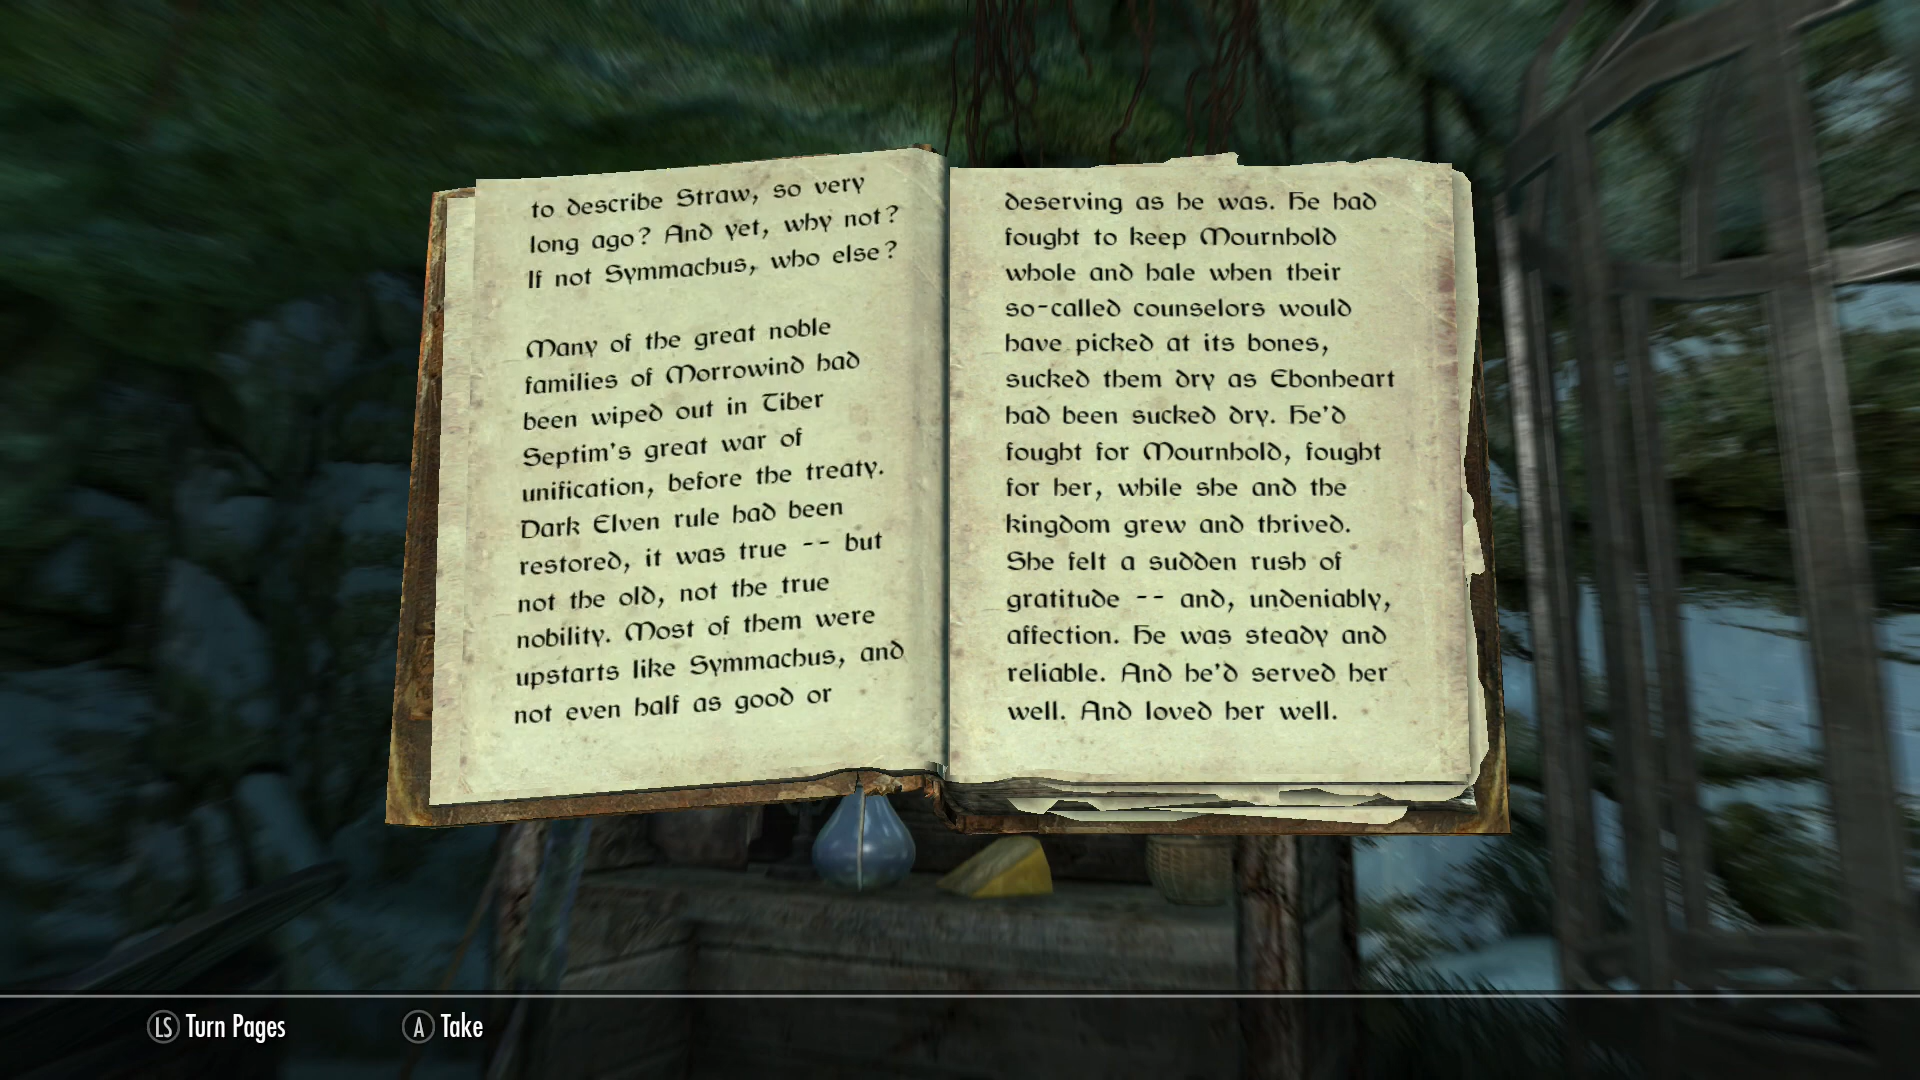 to describe Straw, so very
long ago? And yet, why not?
If not Symmachus, who else?
Many of the great noble
families of Morrowind had
been wiped out in Tiber
Septim's great war of
unification, before the treaty.
Dark Elven rule had been
restored, it was true -- but
not the old, not the true
nobility. Most of them were
upstarts like Symmachus, and
not even half as good or
deserving as he was. He had
fought to keep Mournhold
whole and hale when their
so-called counselors would
have picked at its bones,
sucked them dry as Ebonheart
had been sucked dry. He'd
fought for Mournhold, fought
for her, while she and the
kingdom grew and thrived.
She felt a sudden rush of
gratitude -- and, undeniably,
affection. He was steady and
reliable. And he'd served her
well. And loved her well.
LS Turn Pages
A Take